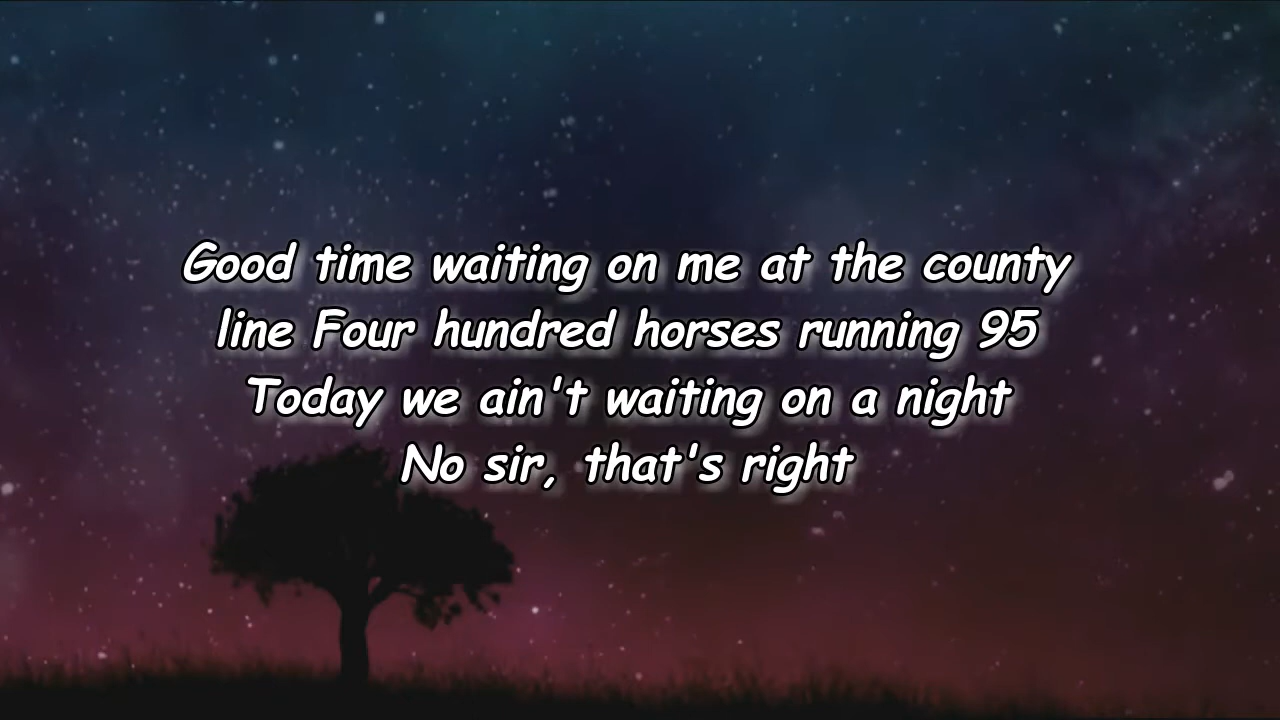 Good time waiting on me at the county
line Four hundred horses running 95
Today we ain't waiting on a night
No sir, that's right